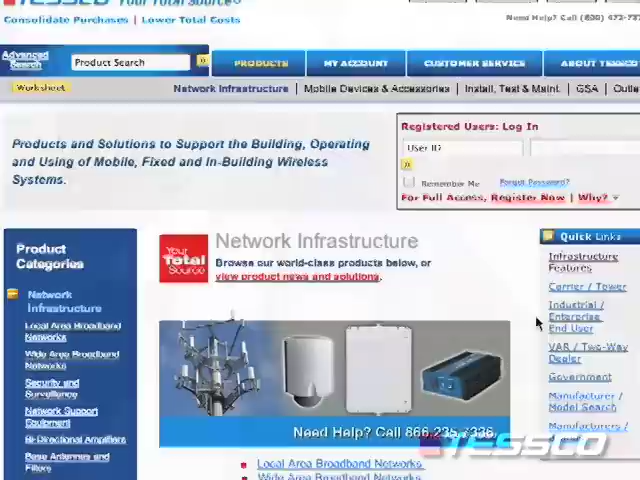 TESSCO Your Total Source®
Consolidate Purchases | Lower Total Costs
Need Help? Call (800) 472-
Advanced Search
Product Search
PRODUCTS
MY ACCOUNT
CUSTOMER SERVICE
ABOUT TESSCO
Worksheet
Network Infrastructure | Mobile Devices & Accessories | Install, Test & Maint. | GSA |
Products and Solutions to Support the Building, Operating
and Using of Mobile, Fixed and In-Building Wireless
Systems.
Registered Users: Log In
User ID
Remember Me
Forgot Password?
For Full Access, Register Now | Why?
Product
Categories
Network
Infrastructure
Local Area Broadband
Networks
Wide Area Broadband
Networks
Security and
Surveillance
Network Support
Equipment
Bi-Directional Amplifiers
Base Antennas and
Filters
Your
Total
Source
Network Infrastructure
Browse our world-class products below, or
view product news and solutions.
Need Help? Call 866.235.7336
Local Area Broadband Networks
Wide Area Broadband Networks
Quick Links
Infrastructure
Features
Carrier / Tower
Industrial /
Enterprise
End User
VAR / Two-Way
Dealer
Government
Manufacturer /
Model Search
Manufacturers /
TESSCO